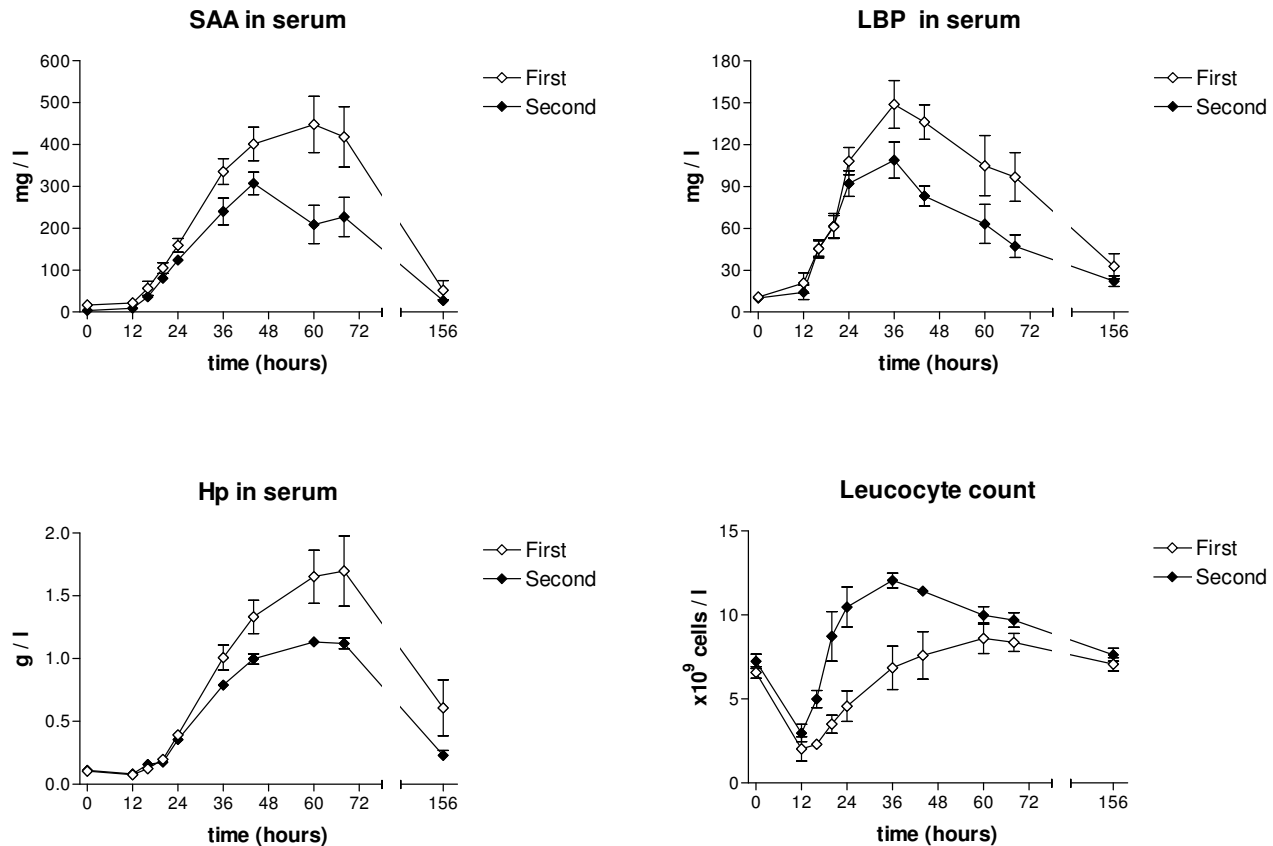 SAA in serum
600
500
400
300
200
100
0
mg / l
0 12 24 36 48 60 72 156
time (hours)
First
Second
LBP in serum
180
150
120
90
60
30
0
mg / l
0 12 24 36 48 60 72 156
time (hours)
First
Second
Hp in serum
2.0
1.5
1.0
0.5
0.0
g / l
0 12 24 36 48 60 72 156
time (hours)
First
Second
Leucocyte count
15
10
5
0
x10⁹ cells / l
0 12 24 36 48 60 72 156
time (hours)
First
Second